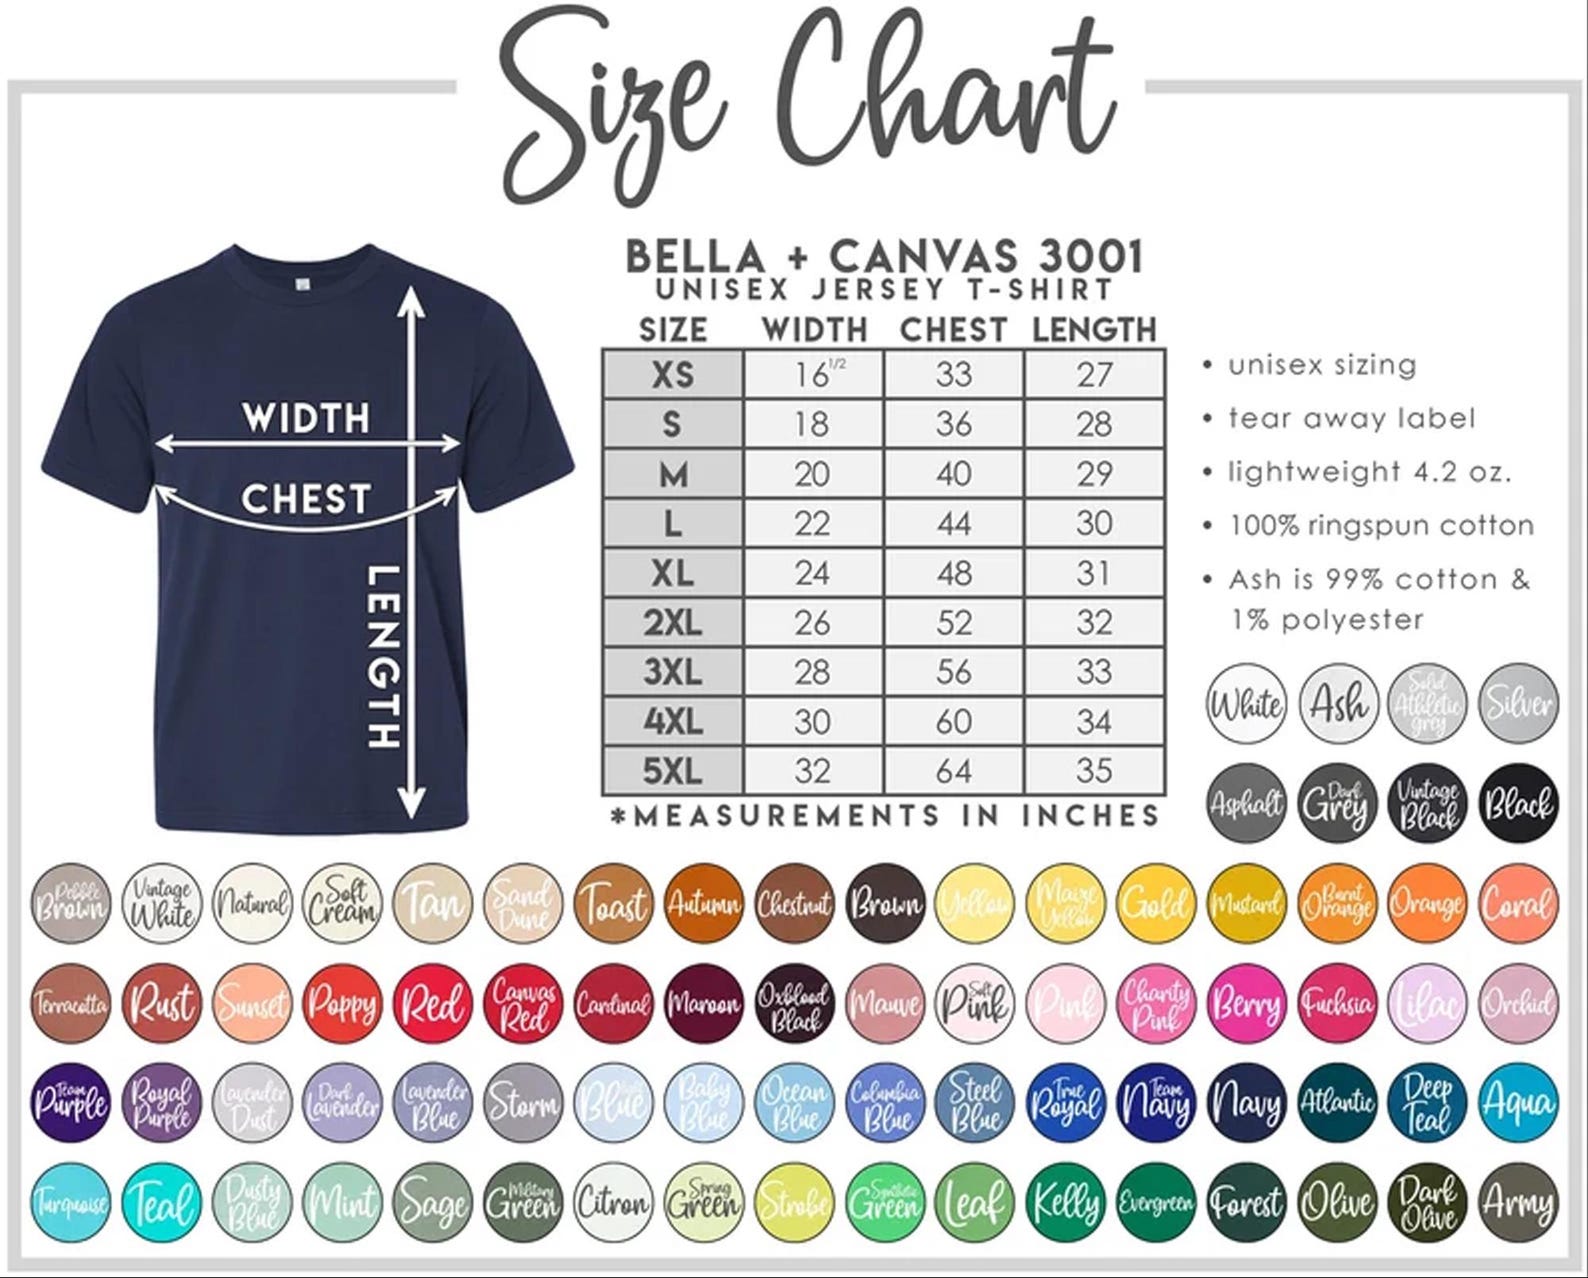 Size Chart
BELLA + CANVAS 3001
UNISEX JERSEY T-SHIRT
SIZE WIDTH CHEST LENGTH
XS 16 1/2 33 27
S 18 36 28
M 20 40 29
L 22 44 30
XL 24 48 31
2XL 26 52 32
3XL 28 56 33
4XL 30 60 34
5XL 32 64 35
*MEASUREMENTS IN INCHES
WIDTH
CHEST
LENGTH
• unisex sizing
• tear away label
• lightweight 4.2 oz.
• 100% ringspun cotton
• Ash is 99% cotton &
1% polyester
White
Ash
Solid
Athletic
grey
Silver
Asphalt
Dark
Grey
Vintage
Black
Black
Pebble
Brown
Vintage
White
Natural
Soft
Cream
Tan
Sand
Dune
Toast
Autumn
Chestnut
Brown
Yellow
Maize
Yellow
Gold
Mustard
Burnt
Orange
Orange
Coral
Terracotta
Rust
Sunset
Poppy
Red
Canvas
Red
Cardinal
Maroon
Oxblood
Black
Mauve
Soft
Pink
Pink
Charity
Pink
Berry
Fuchsia
Lilac
Orchid
Team
Purple
Royal
Purple
Lavender
Dust
Dark
Lavender
Lavender
Blue
Storm
Light
Blue
Baby
Blue
Ocean
Blue
Columbia
Blue
Steel
Blue
True
Royal
Team
Navy
Navy
Atlantic
Deep
Teal
Aqua
Turquoise
Teal
Dusty
Blue
Mint
Sage
Military
Green
Citron
Spring
Green
Strobe
Synthetic
Green
Leaf
Kelly
Evergreen
Forest
Olive
Dark
Olive
Army